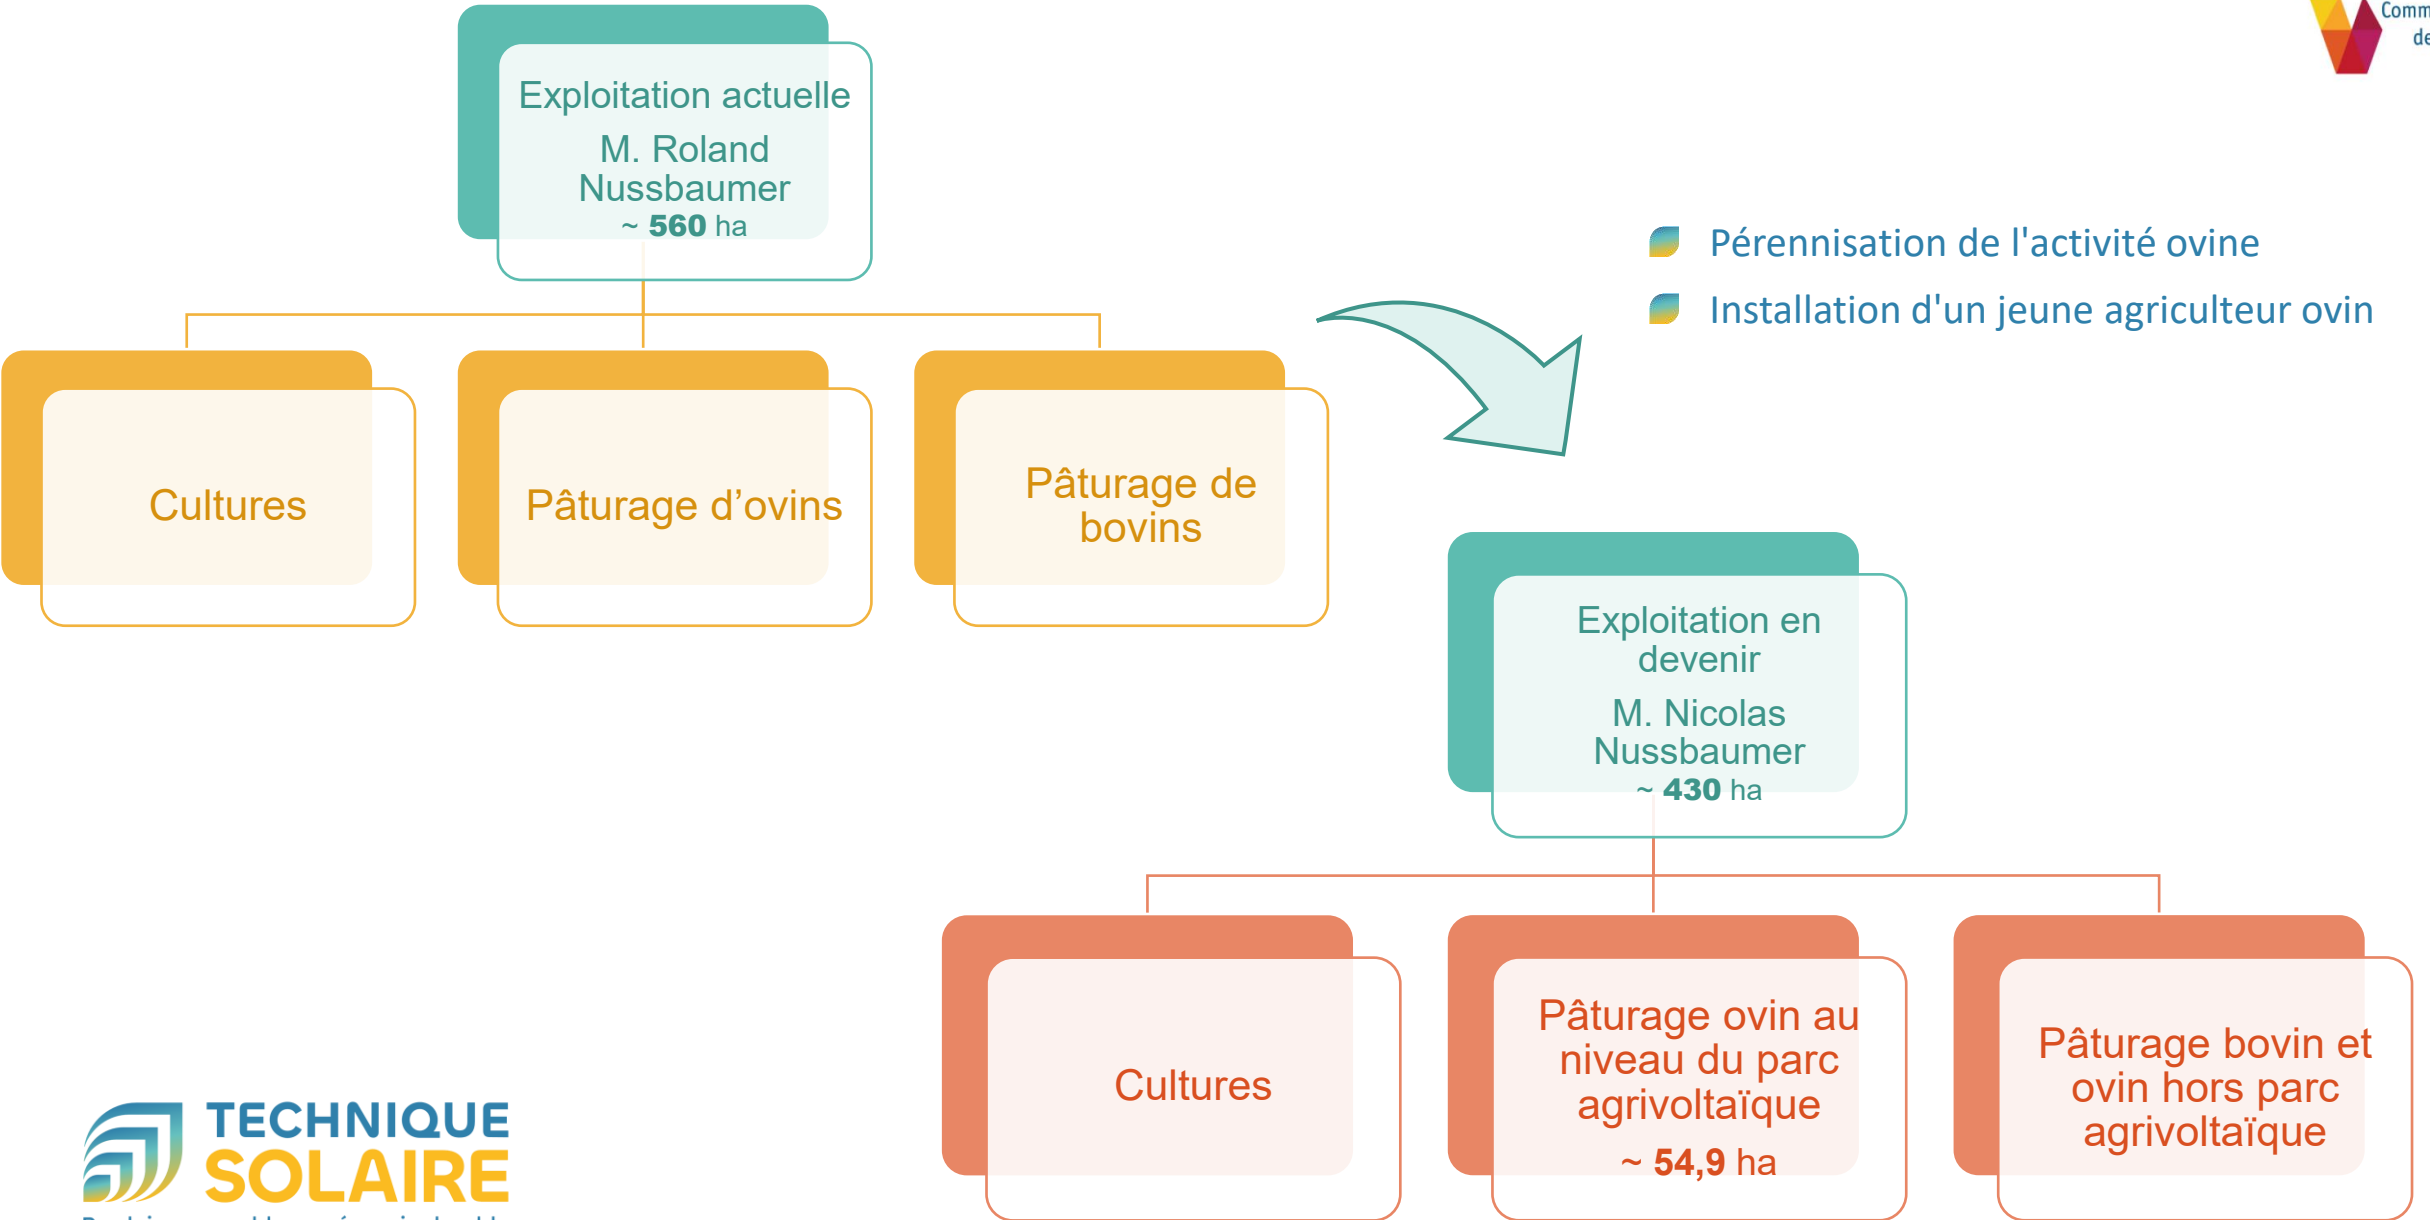 Exploitation actuelle
M. Roland
Nussbaumer
~ 560 ha
Cultures
Pâturage d’ovins
Pâturage de
bovins
Pérennisation de l'activité ovine
Installation d'un jeune agriculteur ovin
Exploitation en
devenir
M. Nicolas
Nussbaumer
~ 430 ha
Cultures
Pâturage ovin au
niveau du parc
agrivoltaïque
~ 54,9 ha
Pâturage bovin et
ovin hors parc
agrivoltaïque
TECHNIQUE
SOLAIRE